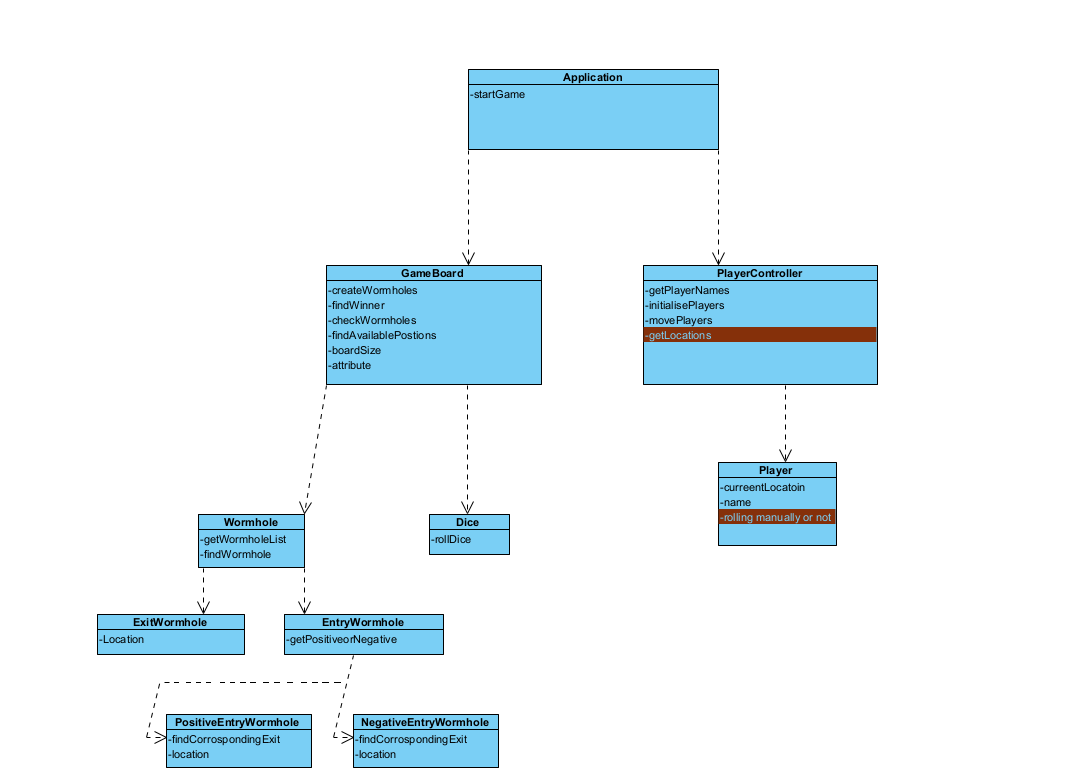 Application
-startGame
GameBoard
-createWormholes
-findWinner
-checkWormholes
-findAvailablePostions
-boardSize
-attribute
PlayerController
-getPlayerNames
-initialisePlayers
-movePlayers
-getLocations
Player
-curreentLocatoin
-name
-rolling manually or not
Wormhole
-getWormholeList
-findWormhole
Dice
-rollDice
ExitWormhole
-Location
EntryWormhole
-getPositiveorNegative
PositiveEntryWormhole
-findCorrospondingExit
-location
NegativeEntryWormhole
-findCorrospondingExit
-location